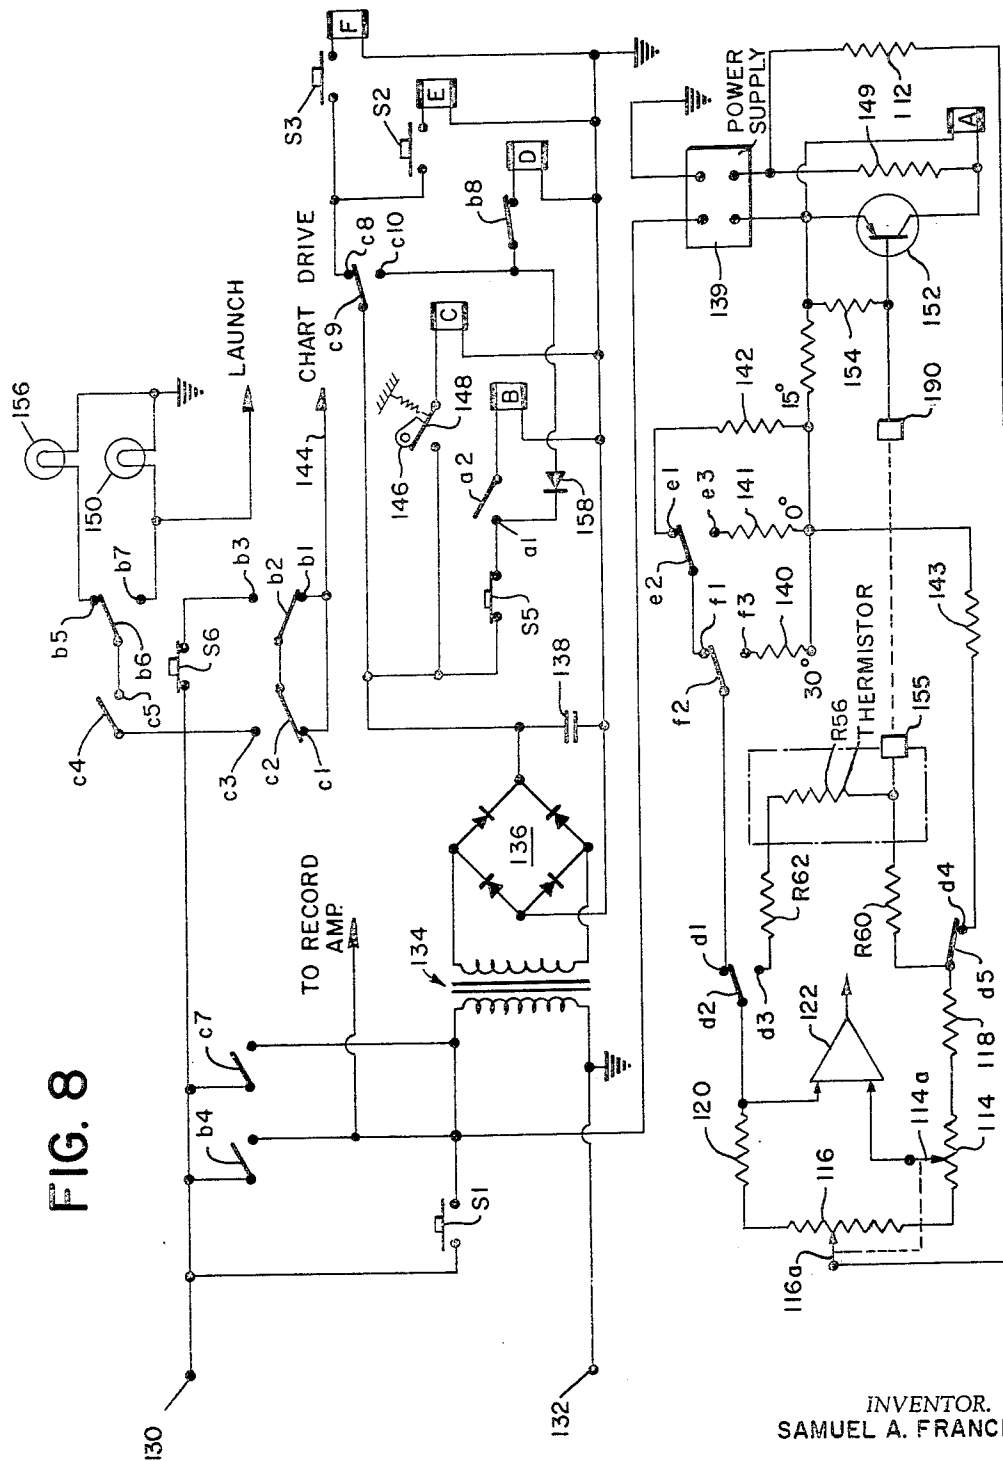 FIG. 8
130
132
b4
c7
S1
TO RECORD
AMP.
134
136
138
c4
c5
b5
b6
b7
S6
c3
b3
c2
b2
c1
b1
150
156
LAUNCH
144
CHART DRIVE
S5
a1
a2
146
148
158
B
C
D
E
F
c9
c8
c10
b8
S2
S3
116a
116
114a
114
120
122
118
d2
d1
d3
d5
d4
R60
R62
R56
THERMISTOR
155
f2
f1
f3
e2
e1
e3
140
141
142
143
30°
0°
15°
190
154
152
139
POWER
SUPPLY
149
112
A
INVENTOR.
SAMUEL A. FRANCI